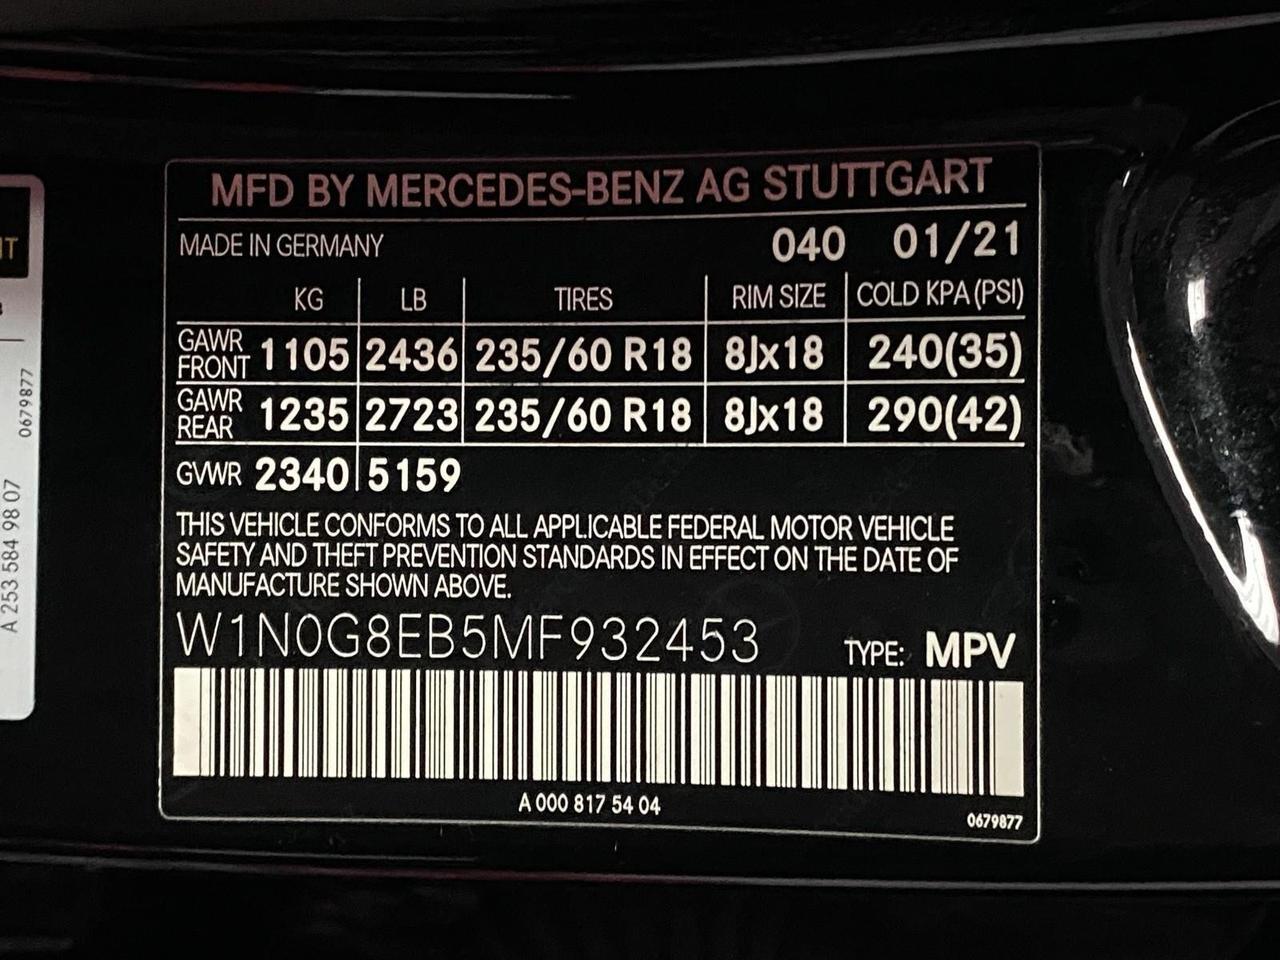 MFD BY MERCEDES-BENZ AG STUTTGART
MADE IN GERMANY 040 01/21
KG LB TIRES RIM SIZE COLD KPA (PSI)
GAWR FRONT 1105 2436 235/60 R18 8Jx18 240(35)
GAWR REAR 1235 2723 235/60 R18 8Jx18 290(42)
GVWR 2340 5159
THIS VEHICLE CONFORMS TO ALL APPLICABLE FEDERAL MOTOR VEHICLE
SAFETY AND THEFT PREVENTION STANDARDS IN EFFECT ON THE DATE OF
MANUFACTURE SHOWN ABOVE.
W1N0G8EB5MF932453 TYPE: MPV
A 000 817 54 04
0679877
0679877
A 253 584 98 07